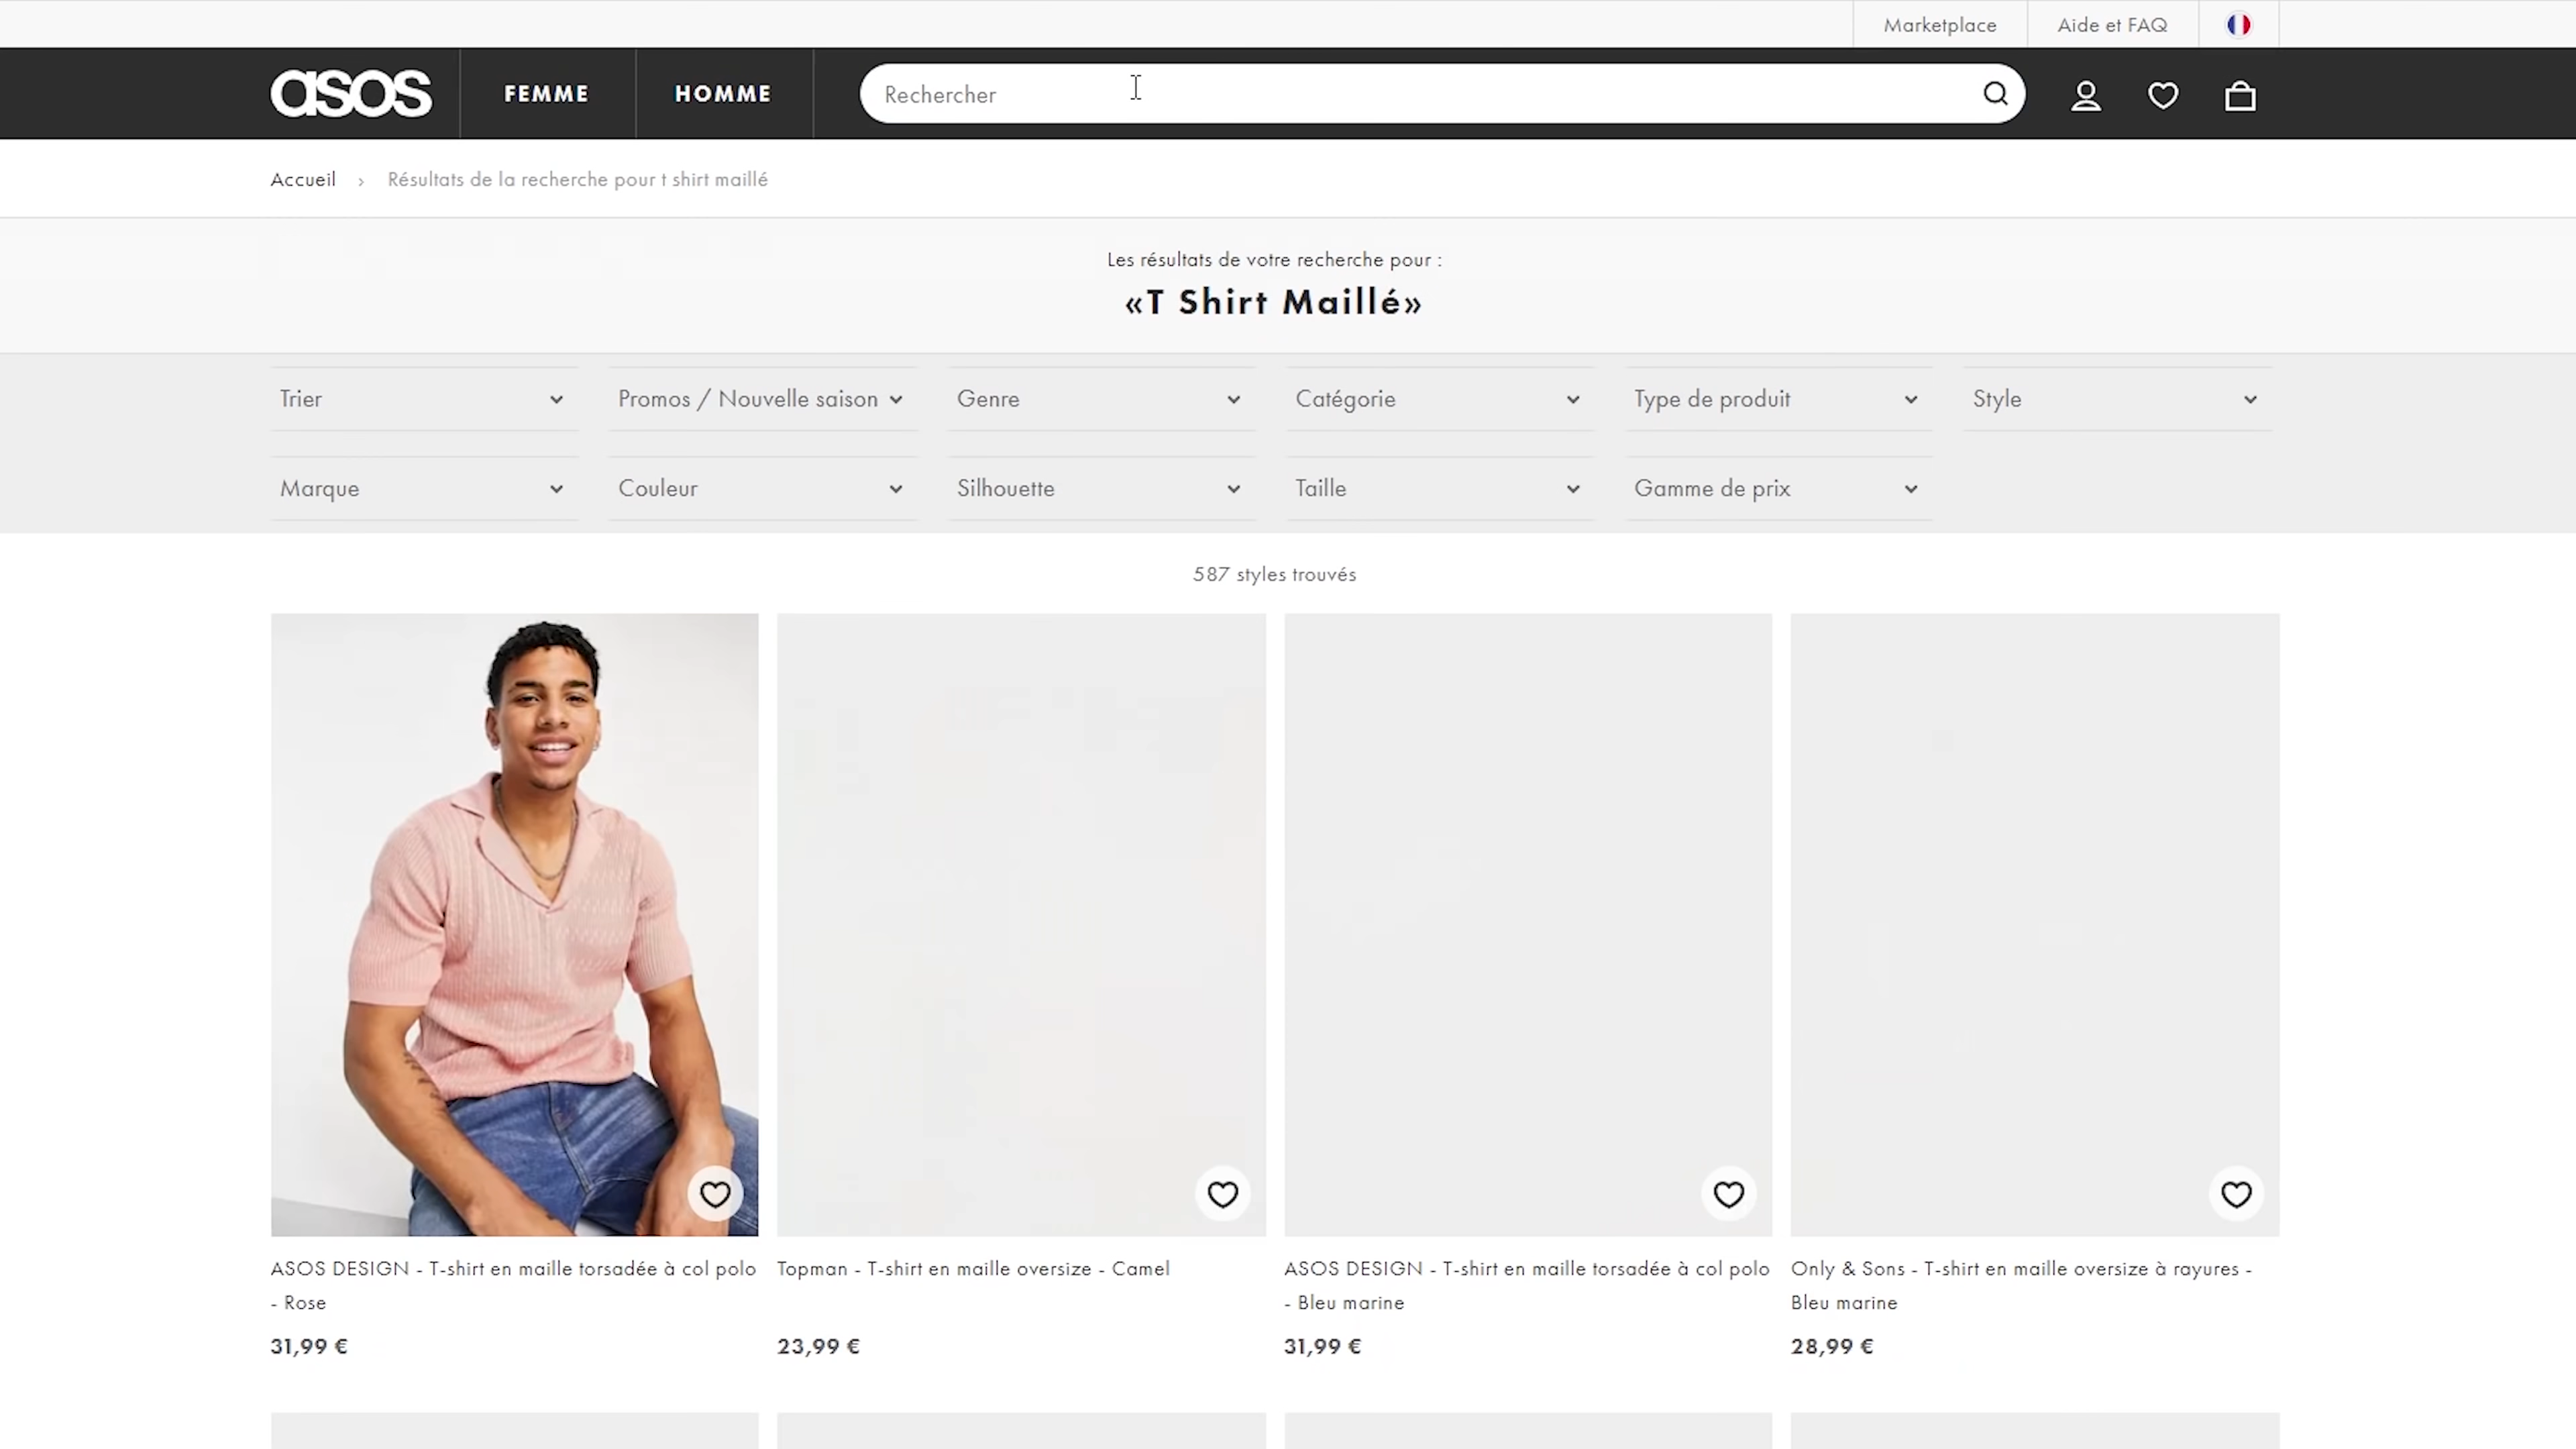 Marketplace
Aide et FAQ
asos
FEMME
HOMME
Rechercher
Accueil › Résultats de la recherche pour t shirt maillé
Les résultats de votre recherche pour :
«T Shirt Maillé»
Trier
Promos / Nouvelle saison
Genre
Catégorie
Type de produit
Style
Marque
Couleur
Silhouette
Taille
Gamme de prix
587 styles trouvés
ASOS DESIGN - T-shirt en maille torsadée à col polo
- Rose
31,99 €
Topman - T-shirt en maille oversize - Camel
23,99 €
ASOS DESIGN - T-shirt en maille torsadée à col polo
- Bleu marine
31,99 €
Only & Sons - T-shirt en maille oversize à rayures -
Bleu marine
28,99 €